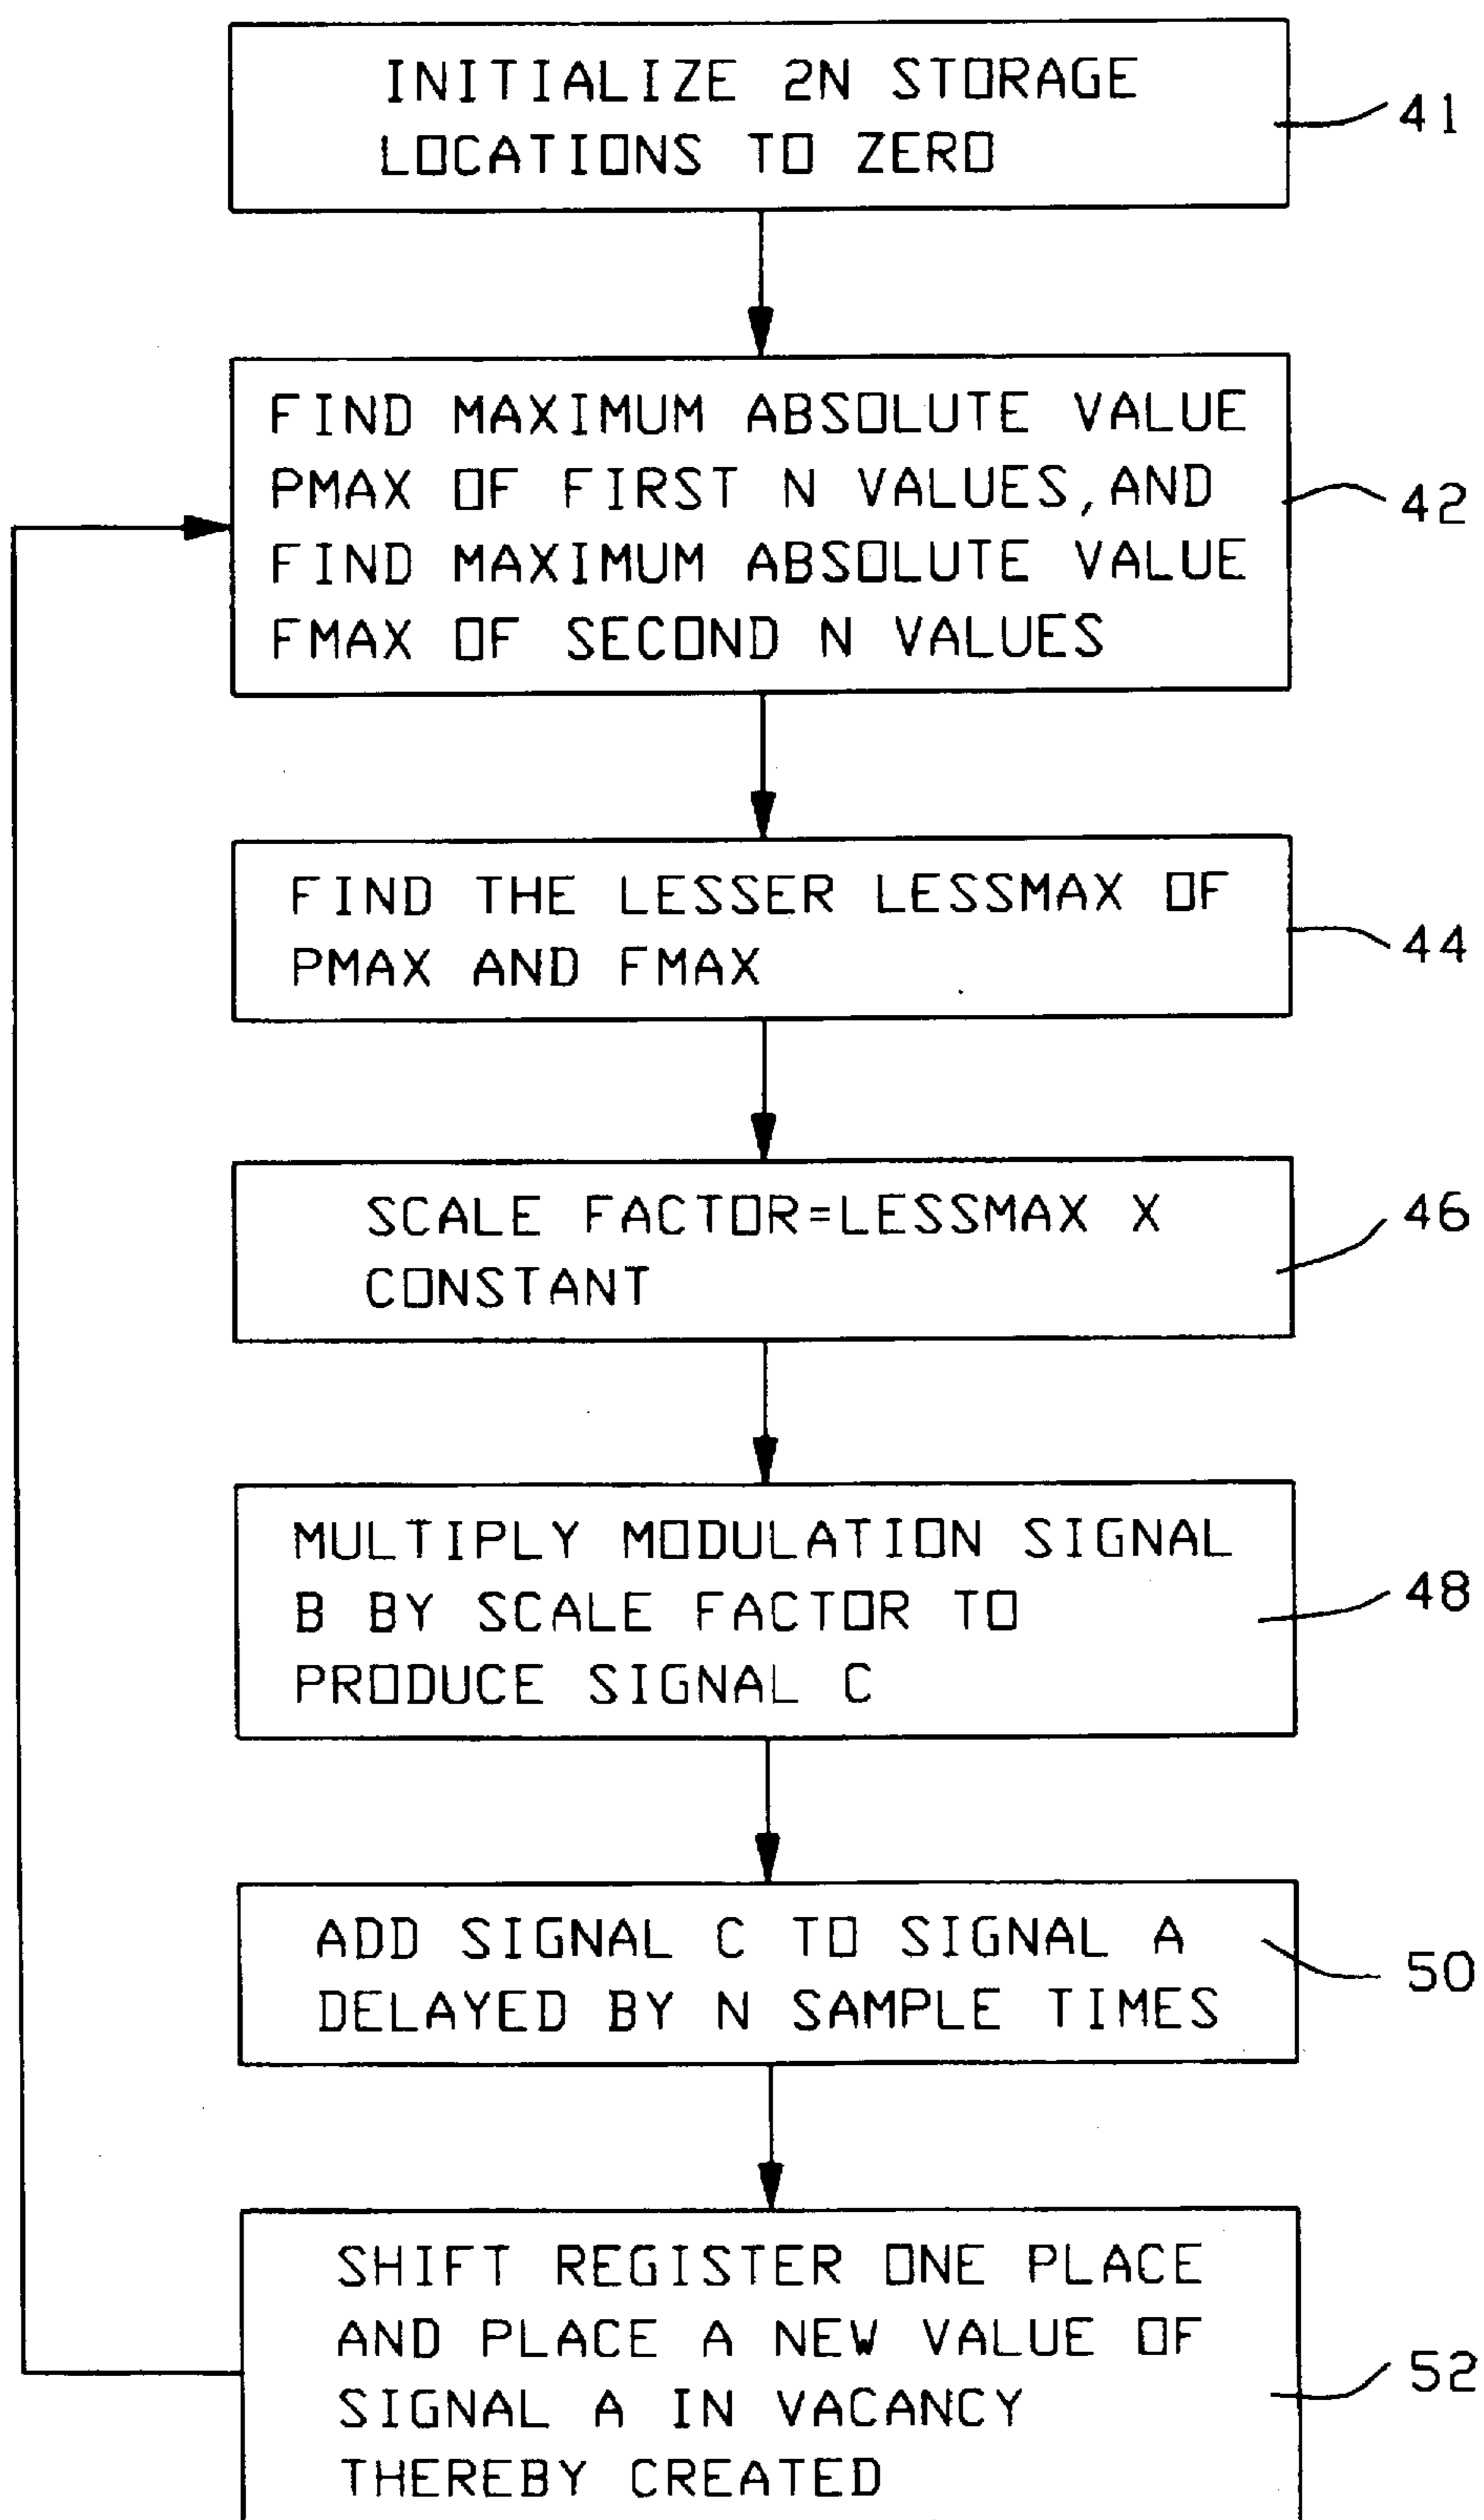 INITIALIZE 2N STORAGE
LOCATIONS TO ZERO
41
FIND MAXIMUM ABSOLUTE VALUE
PMAX OF FIRST N VALUES, AND
FIND MAXIMUM ABSOLUTE VALUE
FMAX OF SECOND N VALUES
42
FIND THE LESSER LESSMAX OF
PMAX AND FMAX
44
SCALE FACTOR=LESSMAX X
CONSTANT
46
MULTIPLY MODULATION SIGNAL
B BY SCALE FACTOR TO
PRODUCE SIGNAL C
48
ADD SIGNAL C TO SIGNAL A
DELAYED BY N SAMPLE TIMES
50
SHIFT REGISTER ONE PLACE
AND PLACE A NEW VALUE OF
SIGNAL A IN VACANCY
THEREBY CREATED
52